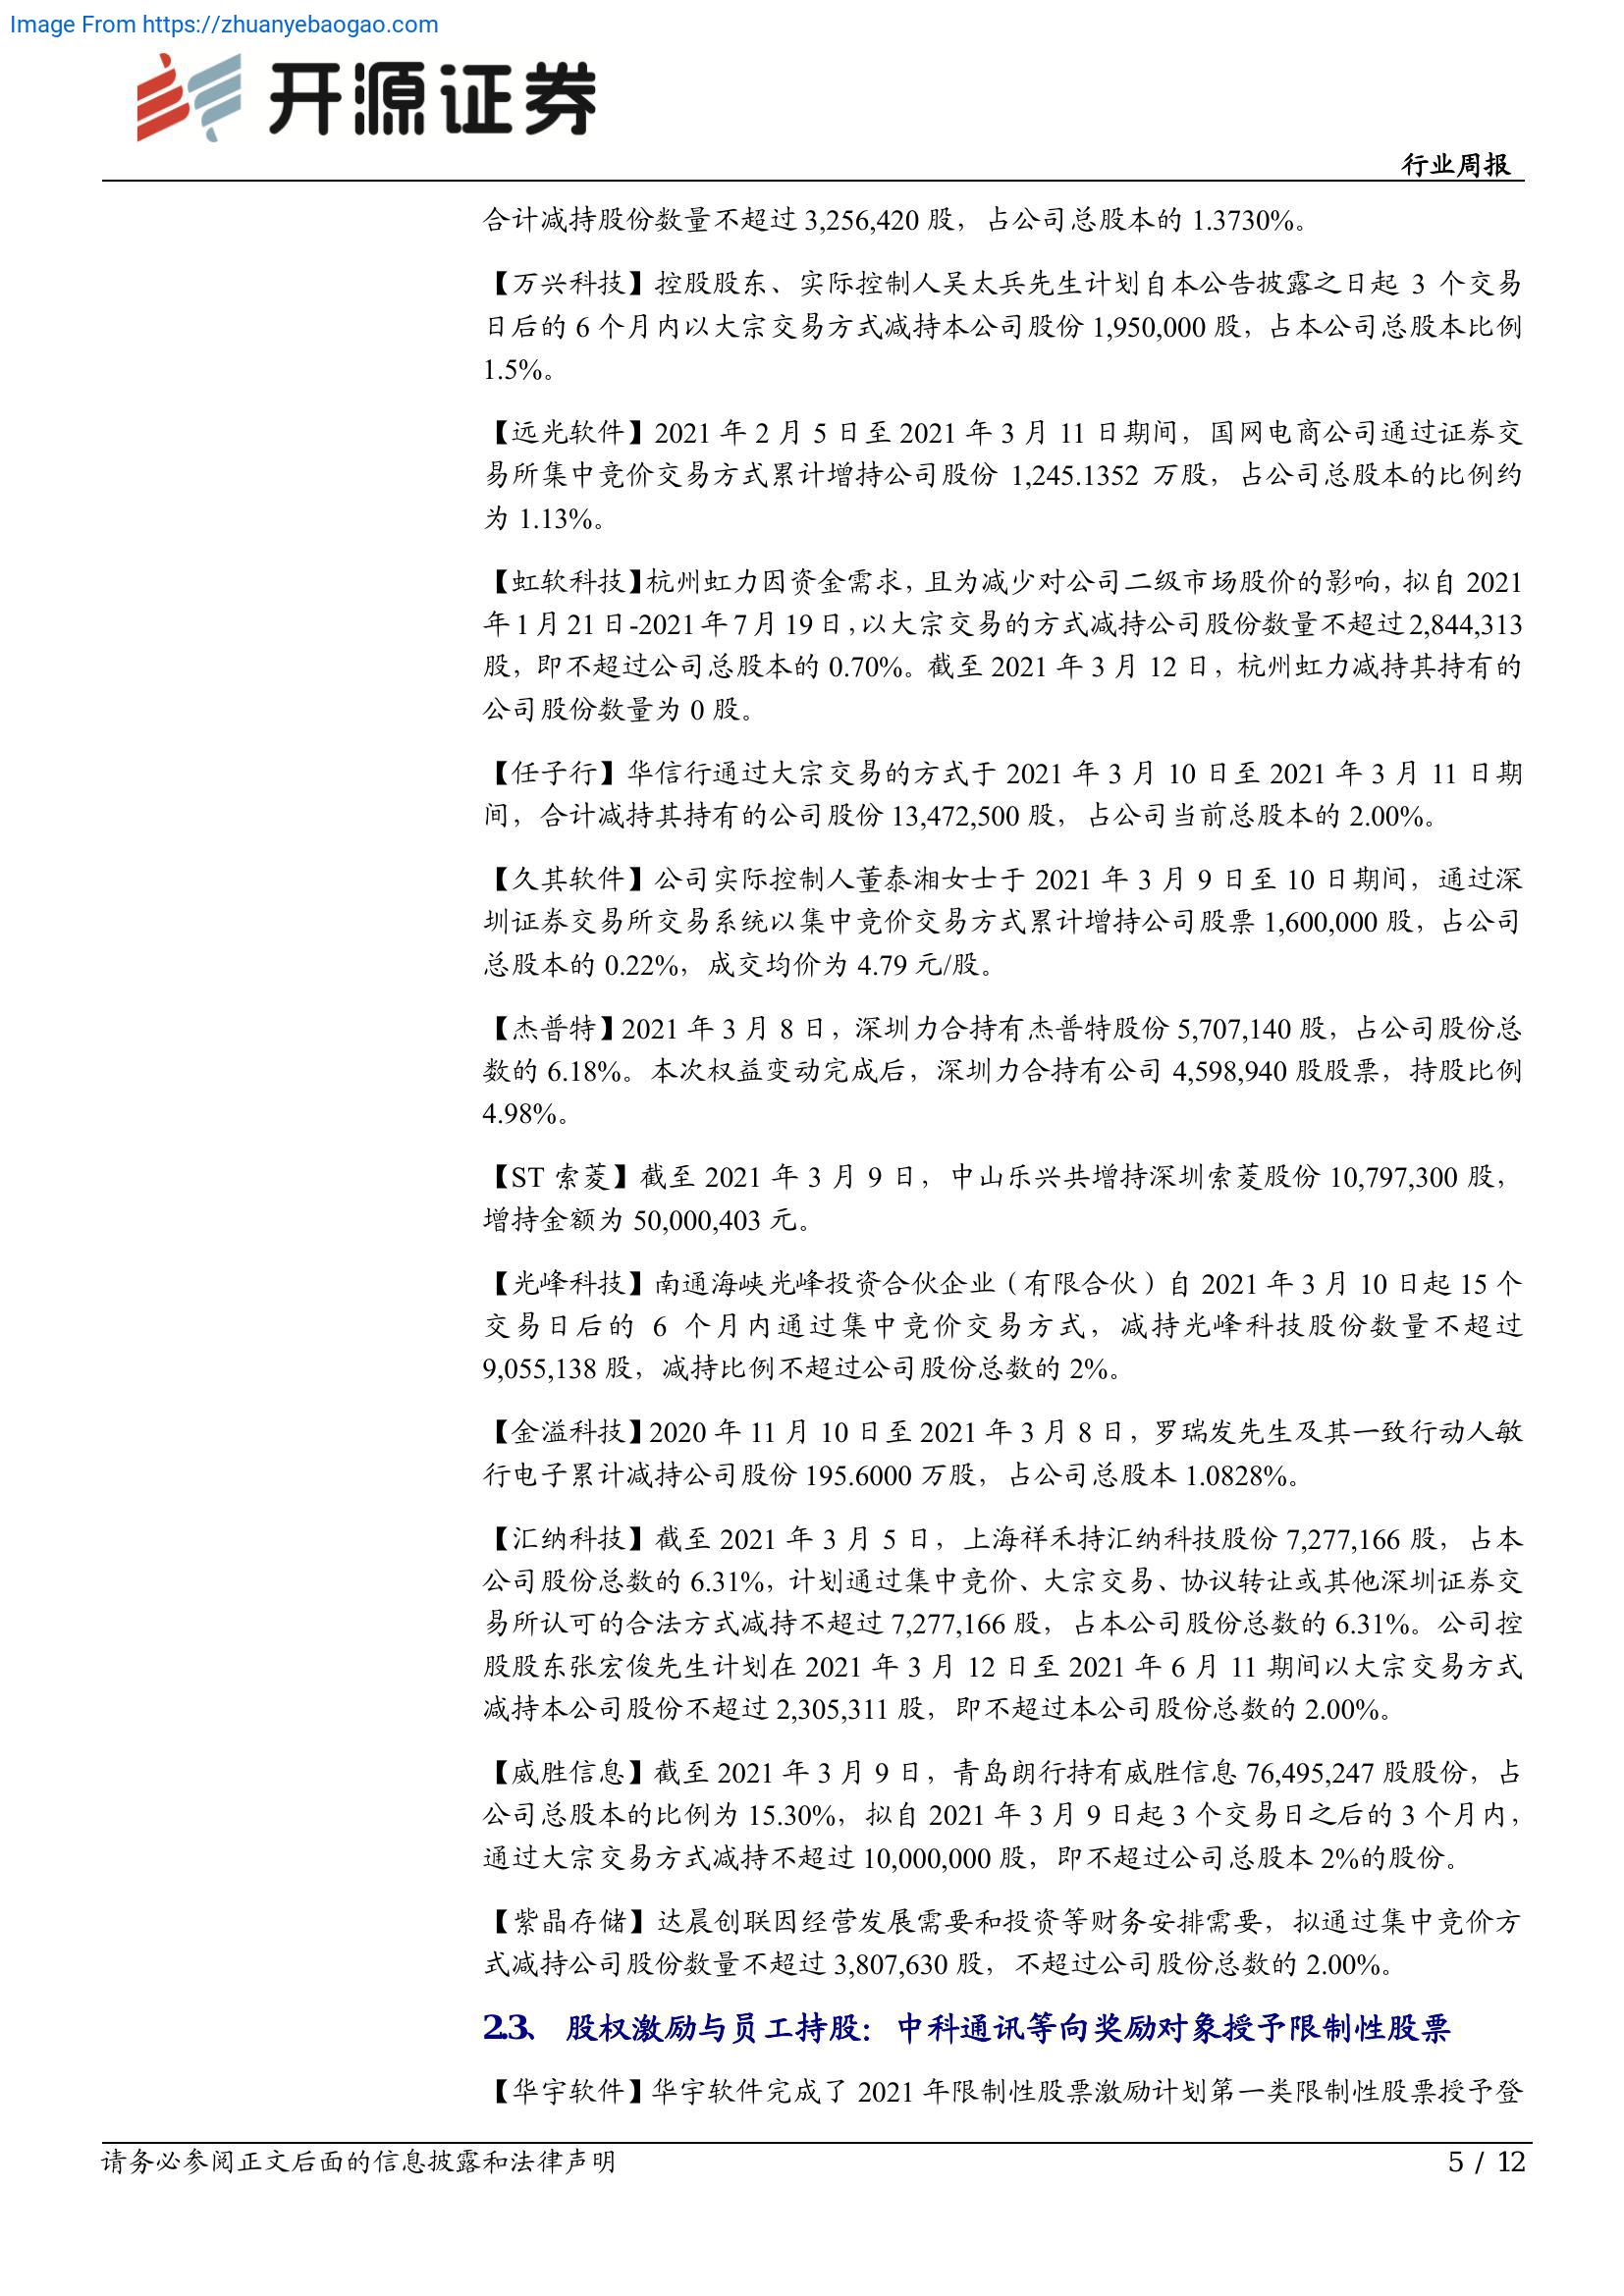 Image From https://zhuanyebaogao.com
开源证券
行业周报
合计减持股份数量不超过 3,256,420 股，占公司总股本的 1.3730%。
【万兴科技】控股股东、实际控制人吴太兵先生计划自本公告披露之日起 3 个交易
日后的 6 个月内以大宗交易方式减持本公司股份 1,950,000 股，占本公司总股本比例
1.5%。
【远光软件】2021 年 2 月 5 日至 2021 年 3 月 11 日期间，国网电商公司通过证券交
易所集中竞价交易方式累计增持公司股份 1,245.1352 万股，占公司总股本的比例约
为 1.13%。
【虹软科技】杭州虹力因资金需求，且为减少对公司二级市场股价的影响，拟自 2021
年 1 月 21 日-2021 年 7 月 19 日，以大宗交易的方式减持公司股份数量不超过 2,844,313
股，即不超过公司总股本的 0.70%。截至 2021 年 3 月 12 日，杭州虹力减持其持有的
公司股份数量为 0 股。
【任子行】华信行通过大宗交易的方式于 2021 年 3 月 10 日至 2021 年 3 月 11 日期
间，合计减持其持有的公司股份 13,472,500 股，占公司当前总股本的 2.00%。
【久其软件】公司实际控制人董泰湘女士于 2021 年 3 月 9 日至 10 日期间，通过深
圳证券交易所交易系统以集中竞价交易方式累计增持公司股票 1,600,000 股，占公司
总股本的 0.22%，成交均价为 4.79 元/股。
【杰普特】2021 年 3 月 8 日，深圳力合持有杰普特股份 5,707,140 股，占公司股份总
数的 6.18%。本次权益变动完成后，深圳力合持有公司 4,598,940 股股票，持股比例
4.98%。
【ST 索菱】截至 2021 年 3 月 9 日，中山乐兴共增持深圳索菱股份 10,797,300 股，
增持金额为 50,000,403 元。
【光峰科技】南通海峡光峰投资合伙企业（有限合伙）自 2021 年 3 月 10 日起 15 个
交易日后的 6 个月内通过集中竞价交易方式，减持光峰科技股份数量不超过
9,055,138 股，减持比例不超过公司股份总数的 2%。
【金溢科技】2020 年 11 月 10 日至 2021 年 3 月 8 日，罗瑞发先生及其一致行动人敏
行电子累计减持公司股份 195.6000 万股，占公司总股本 1.0828%。
【汇纳科技】截至 2021 年 3 月 5 日，上海祥禾持汇纳科技股份 7,277,166 股，占本
公司股份总数的 6.31%，计划通过集中竞价、大宗交易、协议转让或其他深圳证券交
易所认可的合法方式减持不超过 7,277,166 股，占本公司股份总数的 6.31%。公司控
股股东张宏俊先生计划在 2021 年 3 月 12 日至 2021 年 6 月 11 期间以大宗交易方式
减持本公司股份不超过 2,305,311 股，即不超过本公司股份总数的 2.00%。
【威胜信息】截至 2021 年 3 月 9 日，青岛朗行持有威胜信息 76,495,247 股股份，占
公司总股本的比例为 15.30%，拟自 2021 年 3 月 9 日起 3 个交易日之后的 3 个月内，
通过大宗交易方式减持不超过 10,000,000 股，即不超过公司总股本 2%的股份。
【紫晶存储】达晨创联因经营发展需要和投资等财务安排需要，拟通过集中竞价方
式减持公司股份数量不超过 3,807,630 股，不超过公司股份总数的 2.00%。
2.3、 股权激励与员工持股：中科通讯等向奖励对象授予限制性股票
【华宇软件】华宇软件完成了 2021 年限制性股票激励计划第一类限制性股票授予登
请务必参阅正文后面的信息披露和法律声明
5 / 12